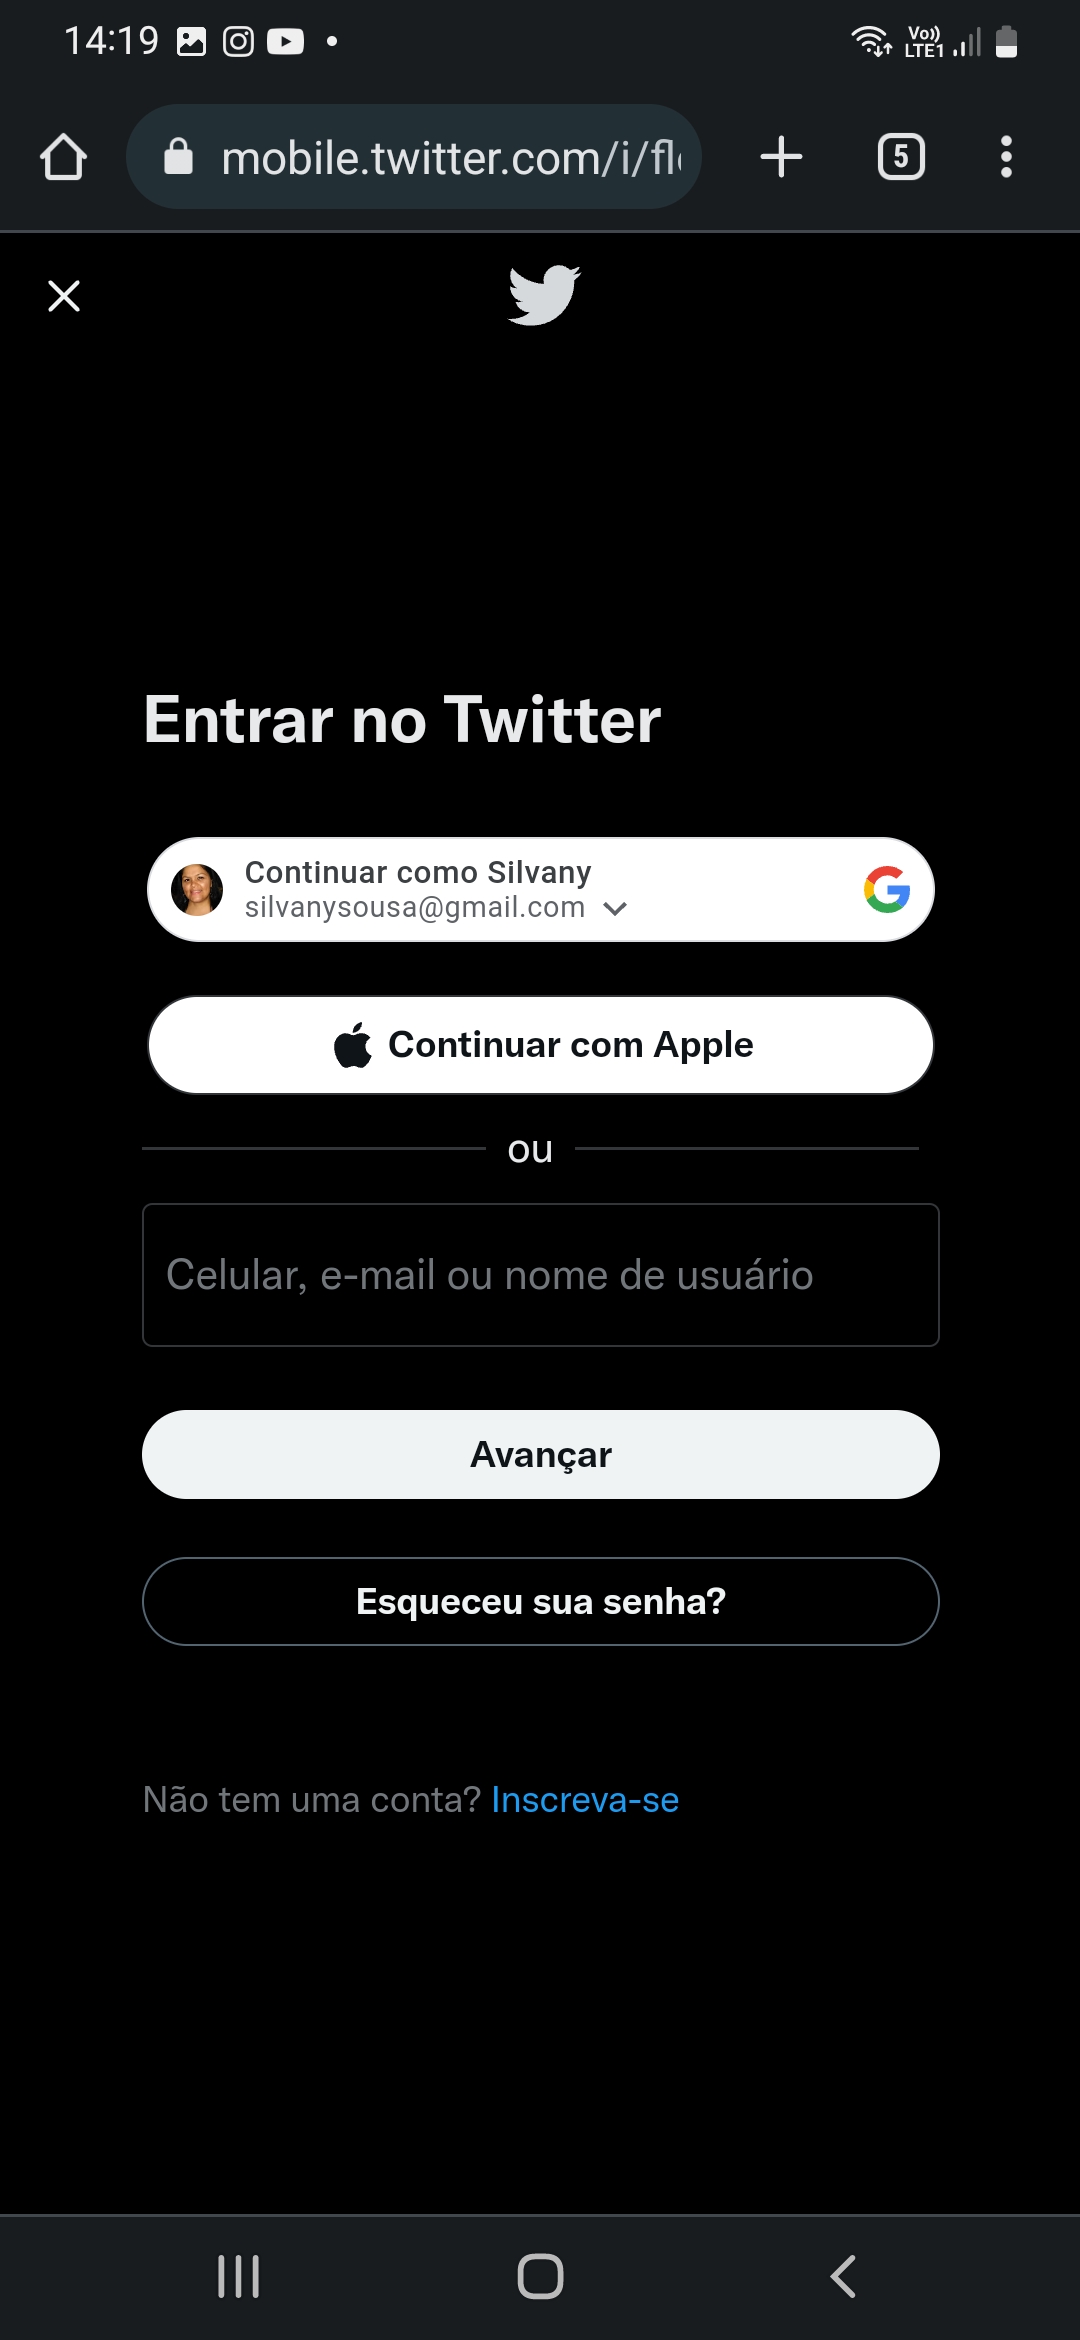 14:19
Vo))
LTE1
mobile.twitter.com/i/fl
5
Entrar no Twitter
Continuar como Silvany
silvanysousa@gmail.com
Continuar com Apple
ou
Celular, e-mail ou nome de usuário
Avançar
Esqueceu sua senha?
Não tem uma conta? Inscreva-se